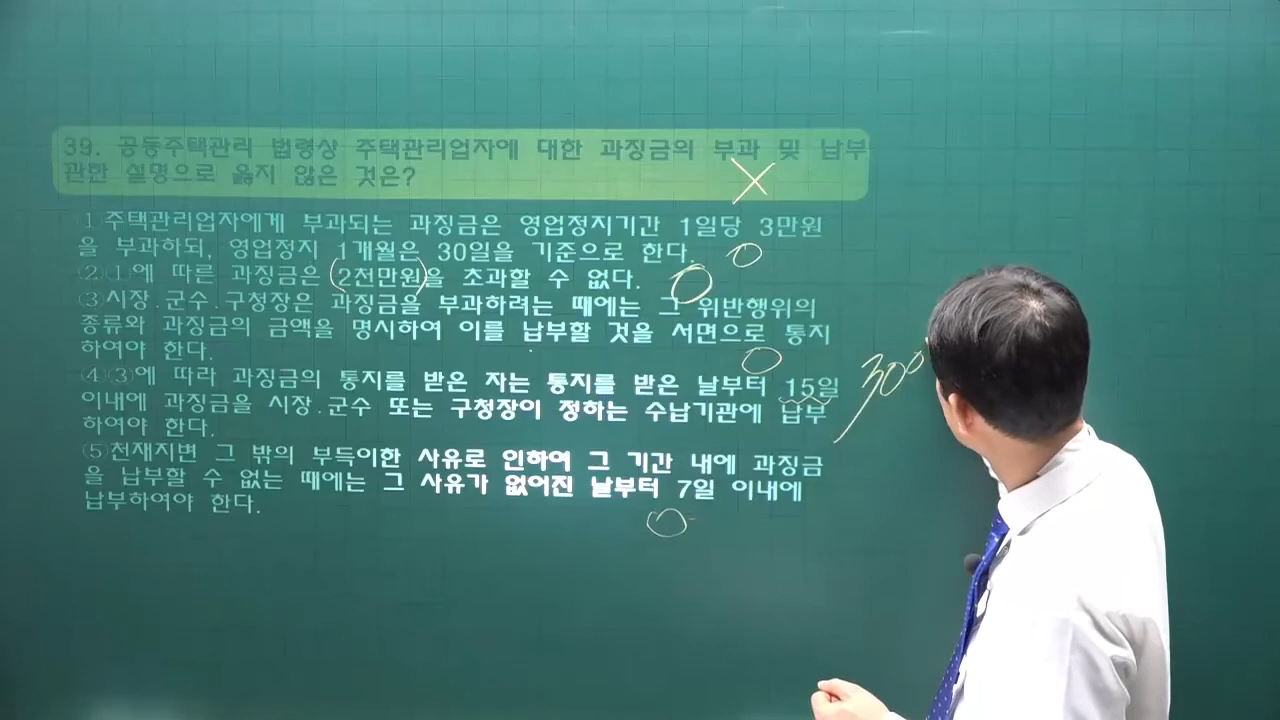 39. 공동주택관리 법령상 주택관리업자에 대한 과징금의 부과 및 납부
관한 설명으로 옳지 않은 것은?
①주택관리업자에게 부과되는 과징금은 영업정지기간 1일당 3만원
을 부과하되, 영업정지 1개월은 30일을 기준으로 한다.
②①에 따른 과징금은 (2천만원)을 초과할 수 없다.
③시장.군수.구청장은 과징금을 부과하려는 때에는 그 위반행위의
종류와 과징금의 금액을 명시하여 이를 납부할 것을 서면으로 통지
하여야 한다.
④③에 따라 과징금의 통지를 받은 자는 통지를 받은 날부터 15일
이내에 과징금을 시장.군수 또는 구청장이 정하는 수납기관에 납부
하여야 한다.
⑤천재지변 그 밖의 부득이한 사유로 인하여 그 기간 내에 과징금
을 납부할 수 없는 때에는 그 사유가 없어진 날부터 7일 이내에
납부하여야 한다.